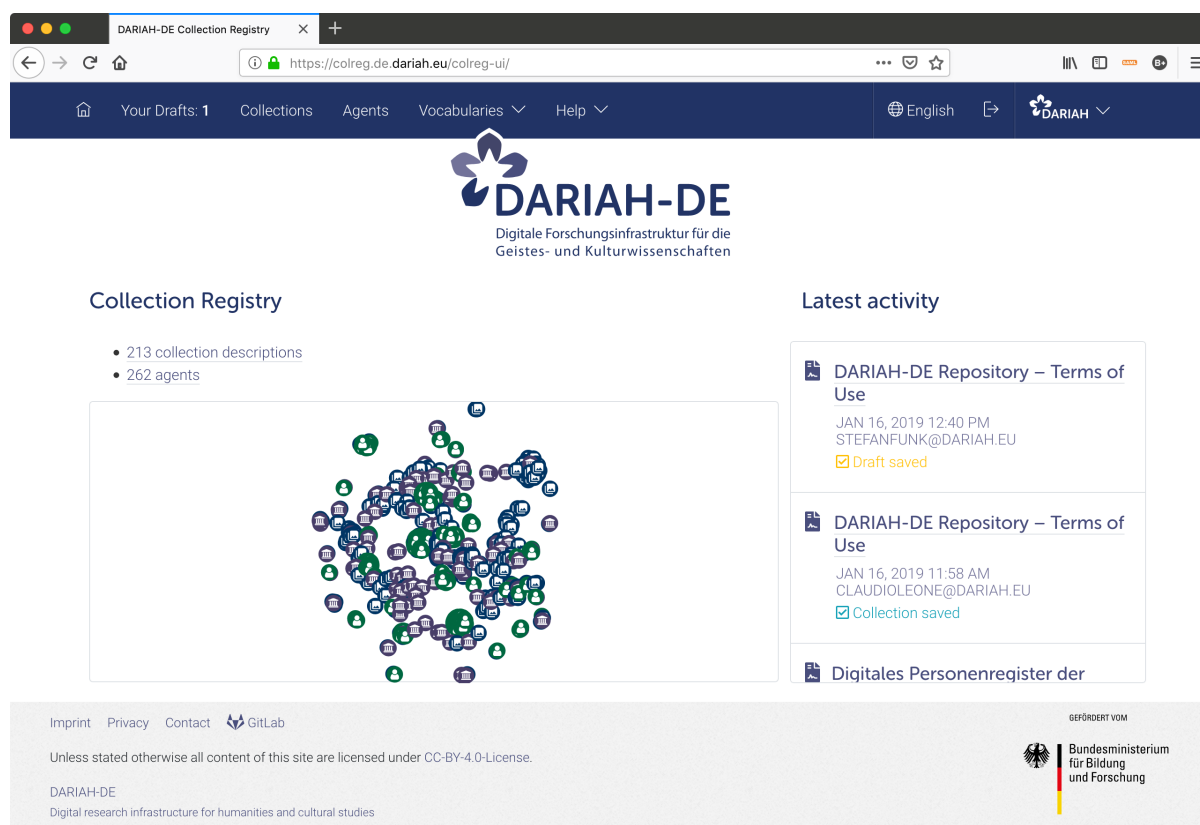 DARIAH-DE Collection Registry
https://colreg.de.dariah.eu/colreg-ui/
Your Drafts: 1 Collections Agents Vocabularies Help English DARIAH
DARIAH-DE
Digitale Forschungsinfrastruktur für die
Geistes- und Kulturwissenschaften
Collection Registry
213 collection descriptions
262 agents
Latest activity
DARIAH-DE Repository – Terms of
Use
JAN 16, 2019 12:40 PM
STEFANFUNK@DARIAH.EU
Draft saved
DARIAH-DE Repository – Terms of
Use
JAN 16, 2019 11:58 AM
CLAUDIOLEONE@DARIAH.EU
Collection saved
Digitales Personenregister der
Imprint Privacy Contact GitLab
Unless stated otherwise all content of this site are licensed under CC-BY-4.0-License.
DARIAH-DE
Digital research infrastructure for humanities and cultural studies
GEFÖRDERT VOM
Bundesministerium
für Bildung
und Forschung